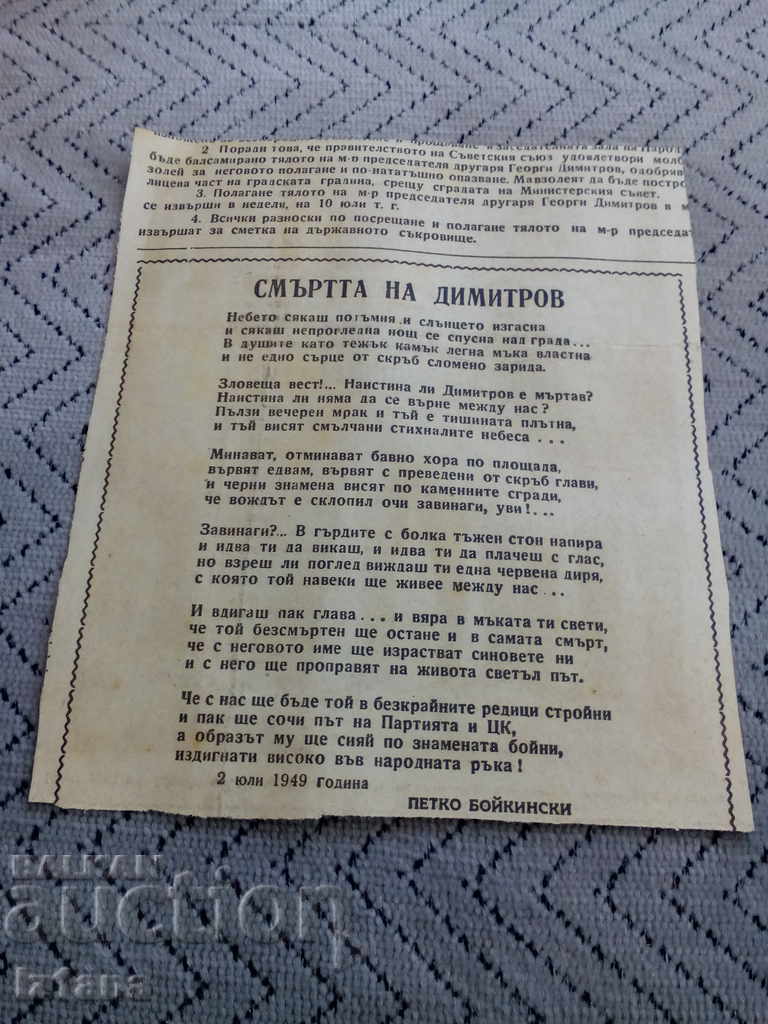 2 Поради това, че правителството на Съветския съюз удовлетвори молб
бъде балсамирано тялото на м-р председателя другаря Георги Димитров, одобряв
золей за неговото полагане и по-нататъшно опазване. Мавзолеят да бъде постро
лицева част на градската градина, срещу сградата на Министерския съвет.
3. Полагане тялото на м-р председателя другаря Георги Димитров в м
се извърши в неделя, на 10 юли т. г.
4. Всички разноски по посрещане и полагане тялото на м-р председат
извършат за сметка на държавното съкровище.
СМЪРТТА НА ДИМИТРОВ
Небето сякаш потъмня и слънцето изгасна
и сякаш непрогледна нощ се спусна над града...
В душите като тежък камък легна мъка властна
и не едно сърце от скръб сломено зарида.
Зловеща вест!... Наистина ли Димитров е мъртав?
Наистина ли няма да се върне между нас?
Пълзи вечерен мрак и тъй е тишината плътна,
и тъй висят смълчани стихналите небеса ...
Минават, отминават бавно хора по площада,
вървят едвам, вървят с преведени от скръб глави,
и черни знамена висят по каменните сгради,
че вождът е склопил очи завинаги, уви!...
Завинаги?... В гърдите с болка тъжен стон напира
и идва ти да викаш, и идва ти да плачеш с глас,
но взреш ли поглед виждаш ти една червена диря,
с която той навеки ще живее между нас...
И вдигаш пак глава... и вяра в мъката ти свети,
че той безсмъртен ще остане и в самата смърт,
че с неговото име ще израстват синовете ни
и с него ще проправят на живота светъл път.
Че с нас ще бъде той в безкрайните редици стройни
и пак ще сочи път на Партията и ЦК,
а образът му ще сияй по знамената бойни,
издигнати високо във народната ръка!
2 юли 1949 година
ПЕТКО БОЙКИНСКИ
BALKAN
auction
Iztana